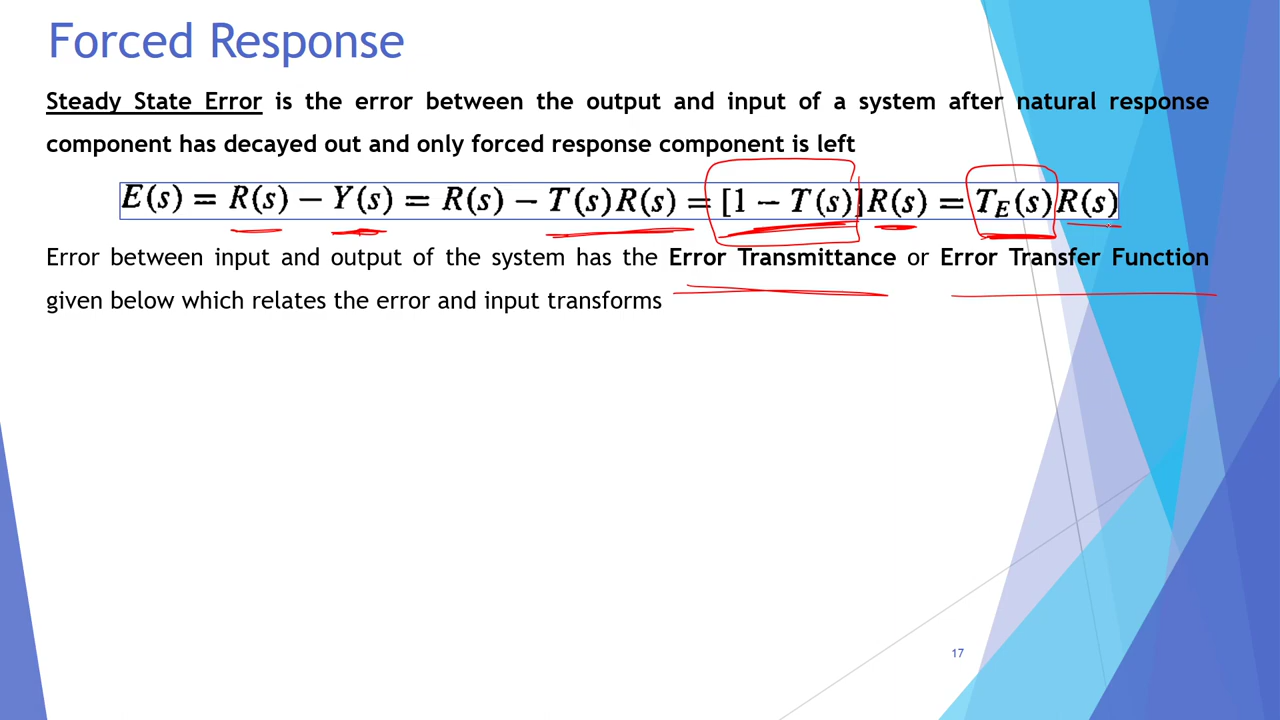 Forced Response
Steady State Error is the error between the output and input of a system after natural response
component has decayed out and only forced response component is left
E(s) = R(s) − Y(s) = R(s) − T(s)R(s) = [1 − T(s)]R(s) = T_E(s)R(s)
Error between input and output of the system has the Error Transmittance or Error Transfer Function
given below which relates the error and input transforms
17